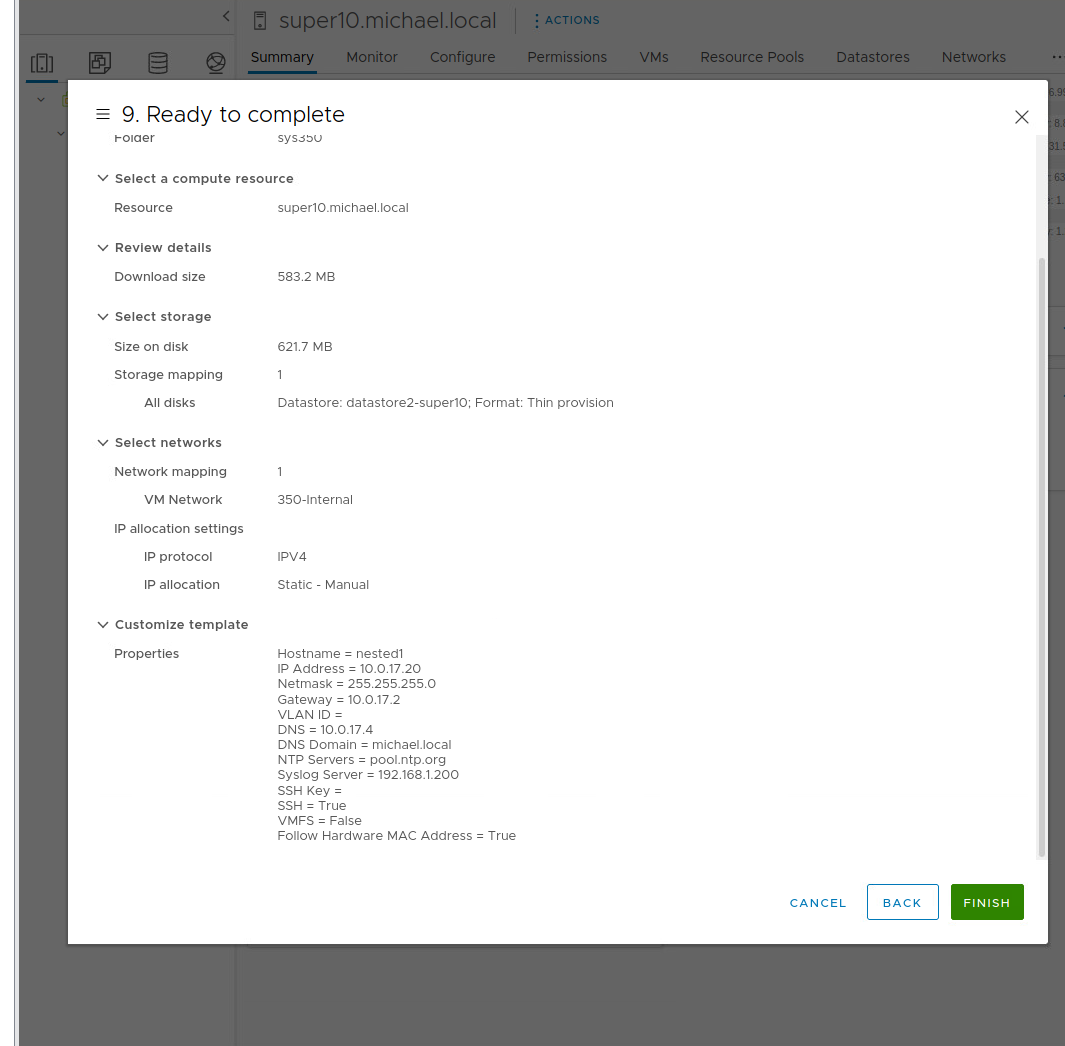 super10.michael.local
ACTIONS
Summary Monitor Configure Permissions VMs Resource Pools Datastores Networks
9. Ready to complete
Folder sys350
Select a compute resource
Resource super10.michael.local
Review details
Download size 583.2 MB
Select storage
Size on disk 621.7 MB
Storage mapping 1
All disks Datastore: datastore2-super10; Format: Thin provision
Select networks
Network mapping 1
VM Network 350-Internal
IP allocation settings
IP protocol IPV4
IP allocation Static - Manual
Customize template
Properties Hostname = nested1
IP Address = 10.0.17.20
Netmask = 255.255.255.0
Gateway = 10.0.17.2
VLAN ID =
DNS = 10.0.17.4
DNS Domain = michael.local
NTP Servers = pool.ntp.org
Syslog Server = 192.168.1.200
SSH Key =
SSH = True
VMFS = False
Follow Hardware MAC Address = True
CANCEL BACK FINISH